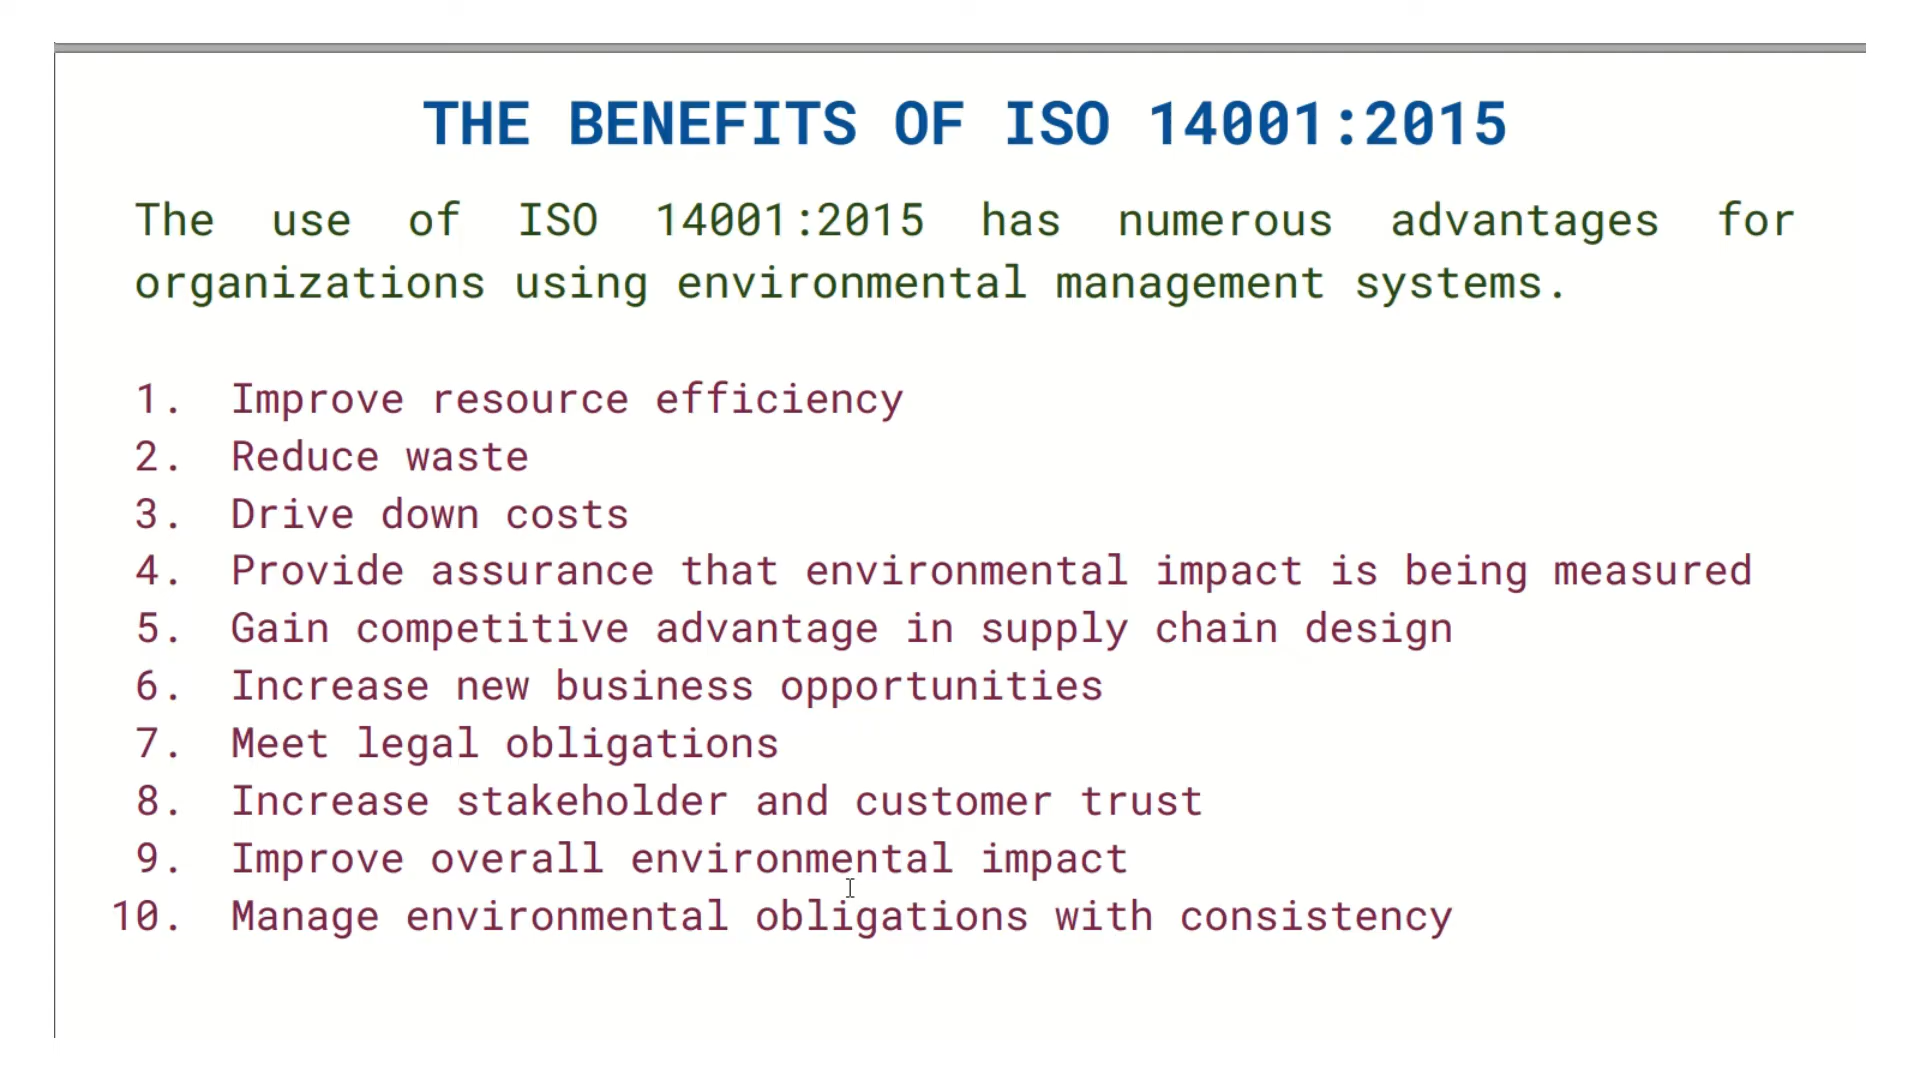 THE BENEFITS OF ISO 14001:2015
The use of ISO 14001:2015 has numerous advantages for
organizations using environmental management systems.
1. Improve resource efficiency
2. Reduce waste
3. Drive down costs
4. Provide assurance that environmental impact is being measured
5. Gain competitive advantage in supply chain design
6. Increase new business opportunities
7. Meet legal obligations
8. Increase stakeholder and customer trust
9. Improve overall environmental impact
10. Manage environmental obligations with consistency